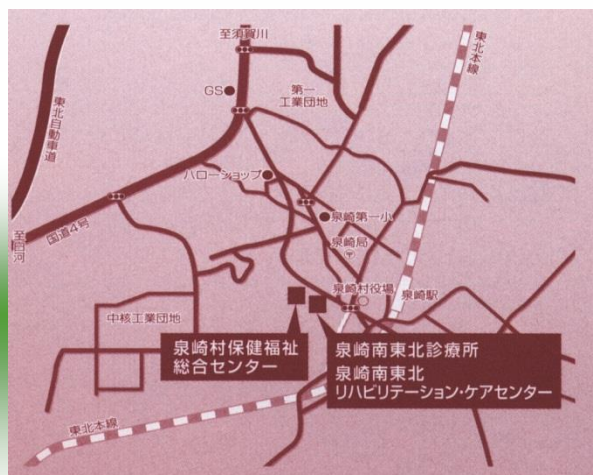 至須賀川
東北本線
GS
第一
工業団地
東北自動車道
ハローショップ
泉崎第一小
国道4号
至白河
泉崎局
〒
泉崎村役場
泉崎駅
中核工業団地
泉崎村保健福祉
総合センター
泉崎南東北診療所
泉崎南東北
リハビリテーション・ケアセンター
東北本線